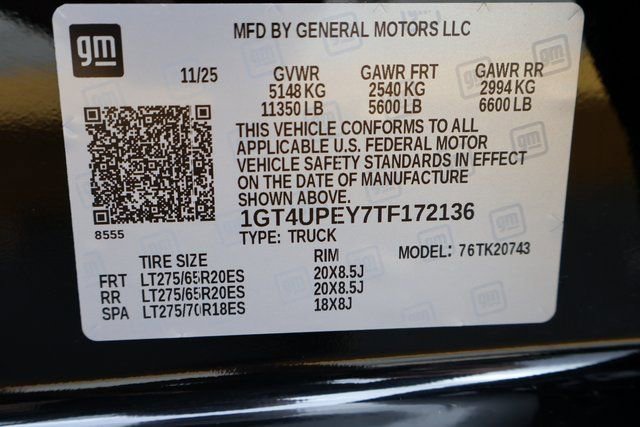 gm
MFD BY GENERAL MOTORS LLC
11/25 GVWR GAWR FRT GAWR RR
5148 KG 2540 KG 2994 KG
11350 LB 5600 LB 6600 LB
THIS VEHICLE CONFORMS TO ALL
APPLICABLE U.S. FEDERAL MOTOR
VEHICLE SAFETY STANDARDS IN EFFECT
ON THE DATE OF MANUFACTURE
SHOWN ABOVE.
8555
1GT4UPEY7TF172136
TYPE: TRUCK MODEL: 76TK20743
TIRE SIZE RIM
FRT LT275/65R20ES 20X8.5J
RR LT275/65R20ES 20X8.5J
SPA LT275/70R18ES 18X8J